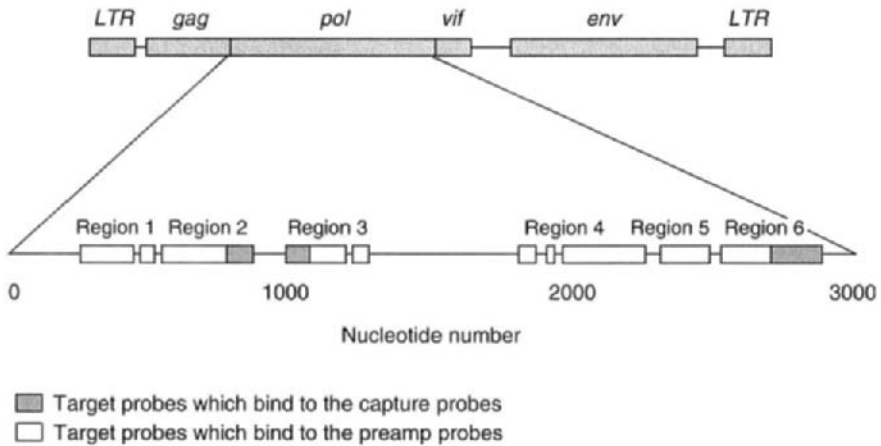 LTR gag pol vif env LTR
Region 1 Region 2 Region 3 Region 4 Region 5 Region 6
0 1000 2000 3000
Nucleotide number
Target probes which bind to the capture probes
Target probes which bind to the preamp probes